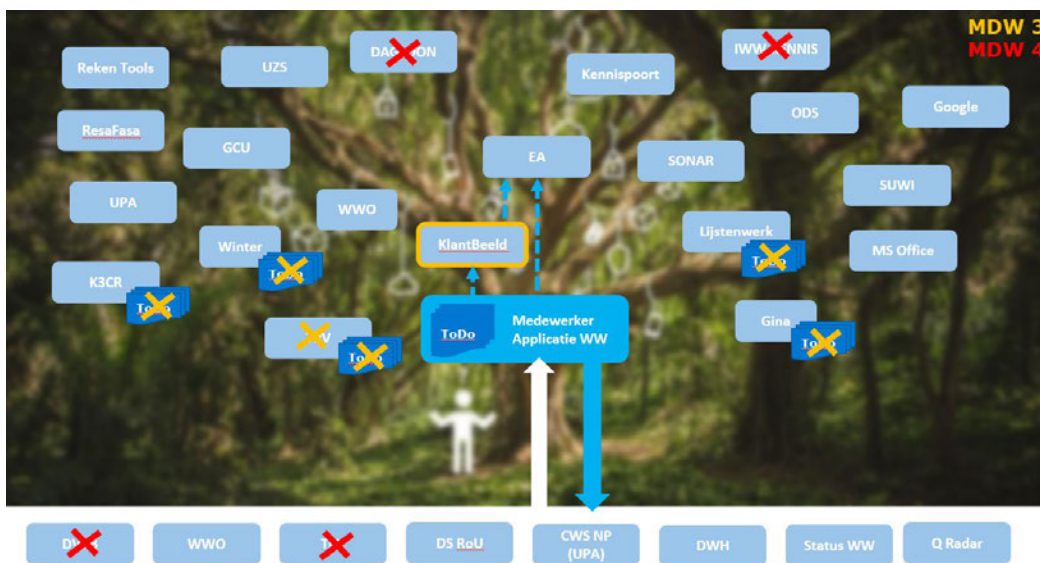 MDW 3
MDW 4
Reken Tools
UZS
Kennispoort
ODS
Google
ResaFasa
GCU
EA
SONAR
SUWI
UPA
WWO
Winter
KlantBeeld
Lijstenwerk
MS Office
ToDo
ToDo
K3CR
ToDo
ToDo
Medewerker
Applicatie WW
Gina
ToDo
ToDo
WWO
DS RoU
CWS NP
(UPA)
DWH
Status WW
Q Radar